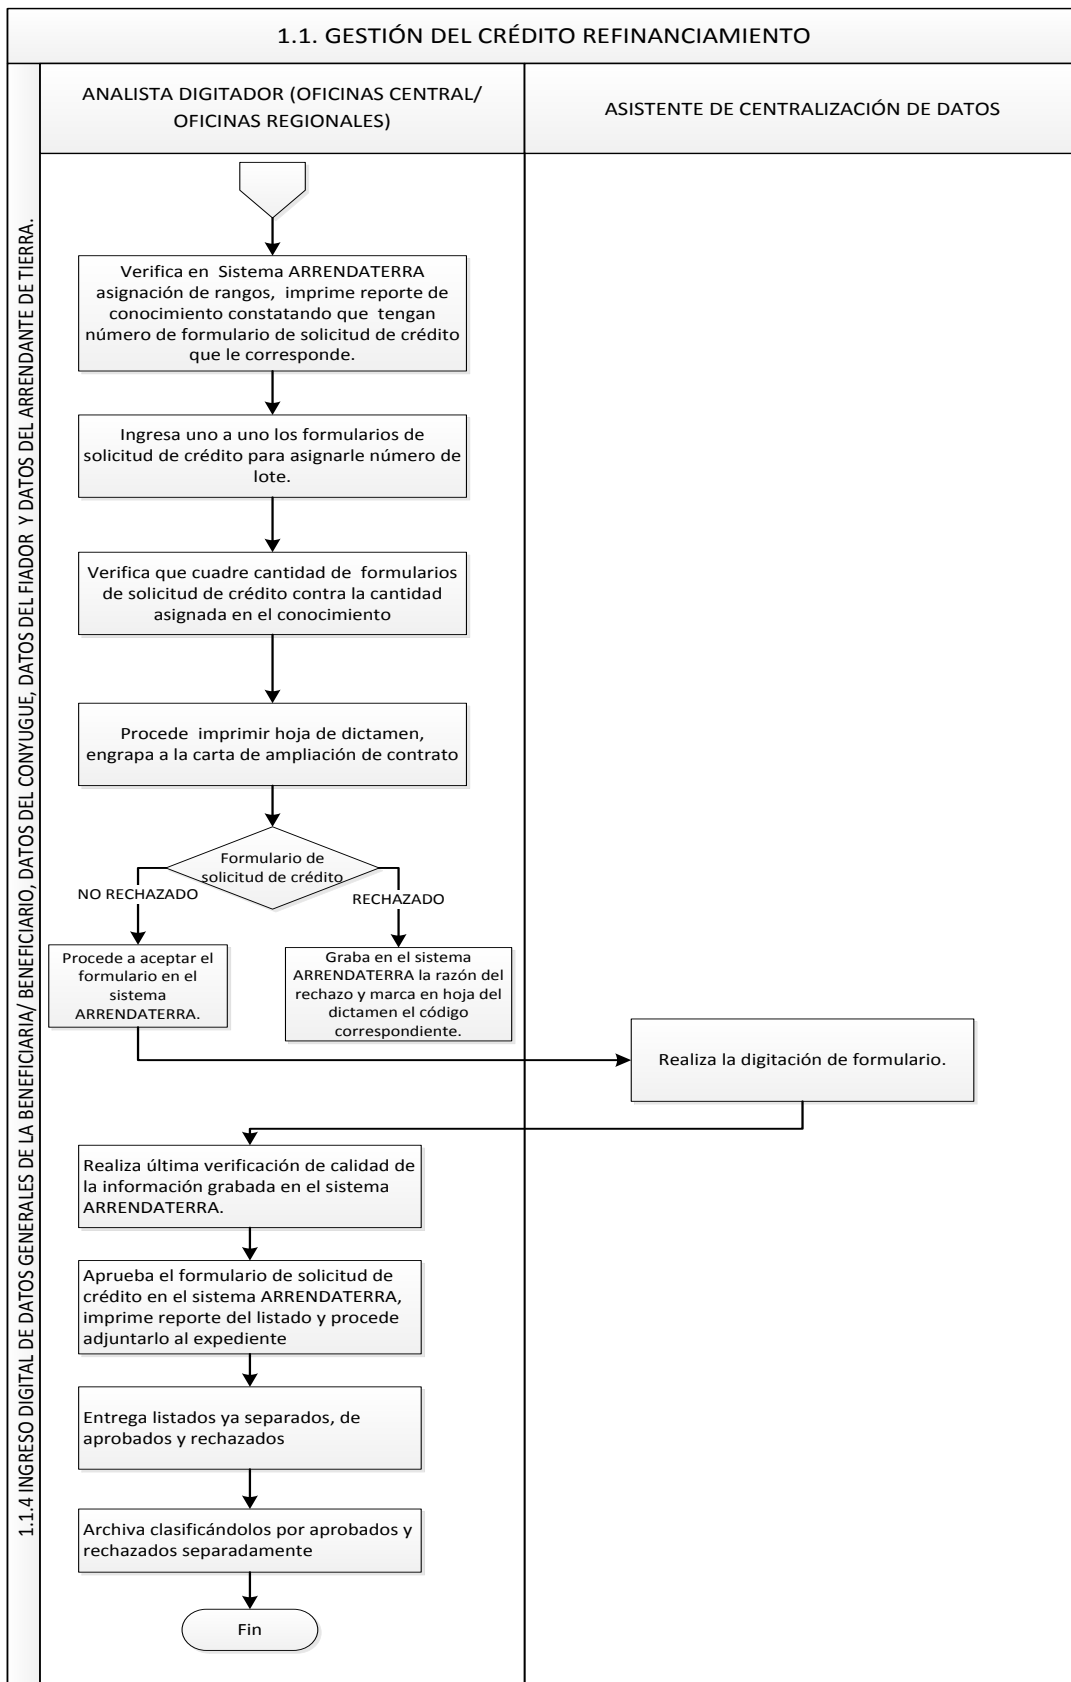 1.1. GESTIÓN DEL CRÉDITO REFINANCIAMIENTO
1.1.4 INGRESO DIGITAL DE DATOS GENERALES DE LA BENEFICIARIA/ BENEFICIARIO, DATOS DEL CONYUGUE, DATOS DEL FIADOR Y DATOS DEL ARRENDANTE DE TIERRA.
ANALISTA DIGITADOR (OFICINAS CENTRAL/
OFICINAS REGIONALES)
ASISTENTE DE CENTRALIZACIÓN DE DATOS
Verifica en Sistema ARRENDATERRA
asignación de rangos, imprime reporte de
conocimiento constatando que tengan
número de formulario de solicitud de crédito
que le corresponde.
Ingresa uno a uno los formularios de
solicitud de crédito para asignarle número de
lote.
Verifica que cuadre cantidad de formularios
de solicitud de crédito contra la cantidad
asignada en el conocimiento
Procede imprimir hoja de dictamen,
engrapa a la carta de ampliación de contrato
Formulario de
solicitud de crédito
NO RECHAZADO
RECHAZADO
Procede a aceptar el
formulario en el
sistema
ARRENDATERRA.
Graba en el sistema
ARRENDATERRA la razón del
rechazo y marca en hoja del
dictamen el código
correspondiente.
Realiza la digitación de formulario.
Realiza última verificación de calidad de
la información grabada en el sistema
ARRENDATERRA.
Aprueba el formulario de solicitud de
crédito en el sistema ARRENDATERRA,
imprime reporte del listado y procede
adjuntarlo al expediente
Entrega listados ya separados, de
aprobados y rechazados
Archiva clasificándolos por aprobados y
rechazados separadamente
Fin